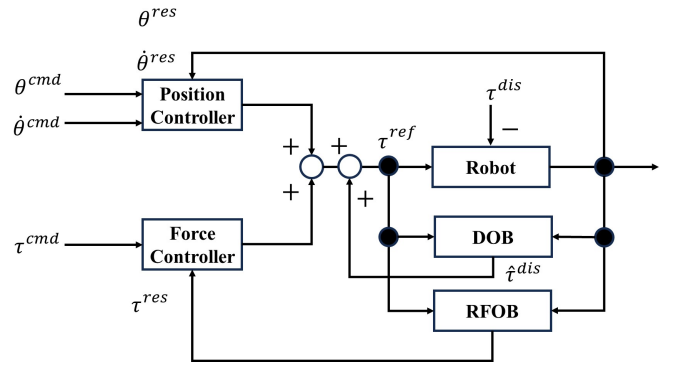 θ^{res}
θ̇^{res}
θ^{cmd}
θ̇^{cmd}
Position
Controller
τ^{dis}
−
+
+
+
+
τ^{ref}
Robot
DOB
τ̂^{dis}
RFOB
τ^{cmd}
Force
Controller
τ^{res}